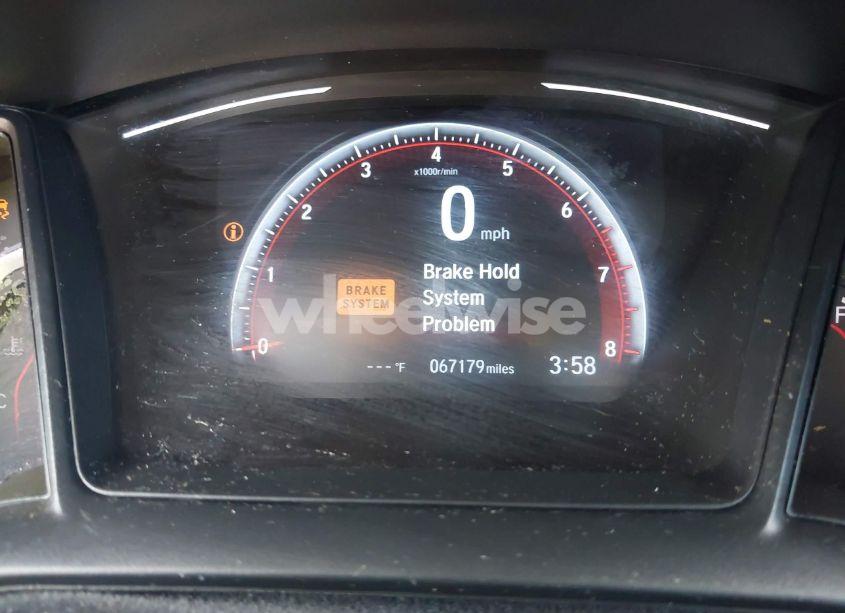 4
3
5
x1000r/min
2
0 mph
6
1
Brake Hold
7
BRAKE
SYSTEM
System
wheelwise
Problem
0
8
---°F
067179 miles
3:58
C
F